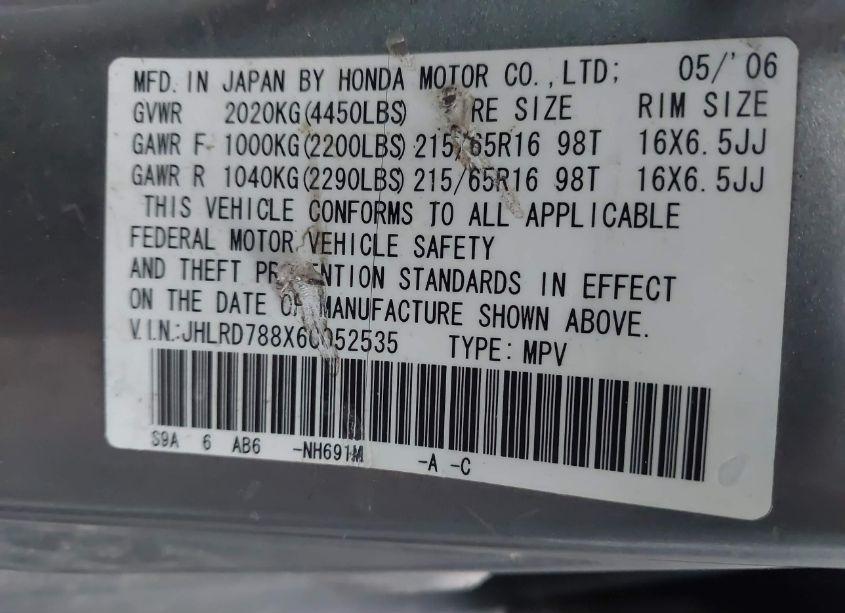 MFD. IN JAPAN BY HONDA MOTOR CO., LTD; 05/'06
GVWR 2020KG(4450LBS) RE SIZE RIM SIZE
GAWR F 1000KG(2200LBS) 215/65R16 98T 16X6.5JJ
GAWR R 1040KG(2290LBS) 215/65R16 98T 16X6.5JJ
THIS VEHICLE CONFORMS TO ALL APPLICABLE
FEDERAL MOTOR VEHICLE SAFETY
AND THEFT PREVENTION STANDARDS IN EFFECT
ON THE DATE OF MANUFACTURE SHOWN ABOVE.
V.I.N.: TYPE: MPV
S9A 6 AB6 -NH691M -A -C